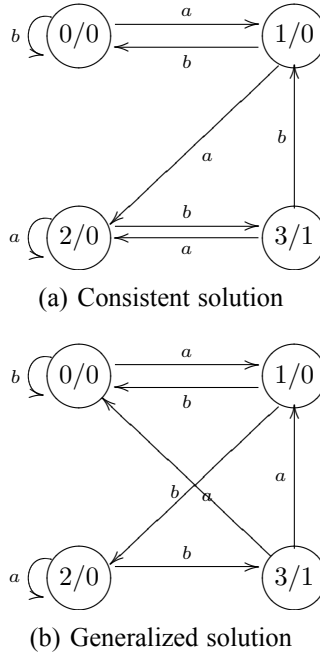 a
b 0/0 1/0
b
a b
b
a 2/0 3/1
a
(a) Consistent solution
a
b 0/0 1/0
b
b a a
b
a 2/0 3/1
(b) Generalized solution